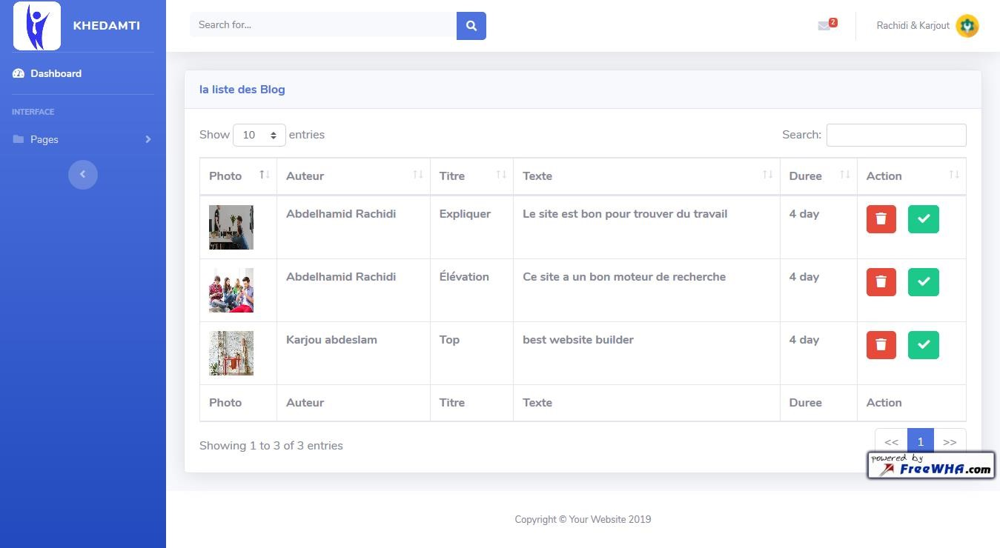 KHEDAMTI
Search for...
2
Rachidi & Karjout
Dashboard
INTERFACE
Pages
la liste des Blog
Show 10 entries
Search:
Photo Auteur Titre Texte Duree Action
Abdelhamid Rachidi Expliquer Le site est bon pour trouver du travail 4 day
Abdelhamid Rachidi Élévation Ce site a un bon moteur de recherche 4 day
Karjou abdeslam Top best website builder 4 day
Photo Auteur Titre Texte Duree Action
Showing 1 to 3 of 3 entries
<< 1 >>
powered by
FreeWHA.com
Copyright © Your Website 2019